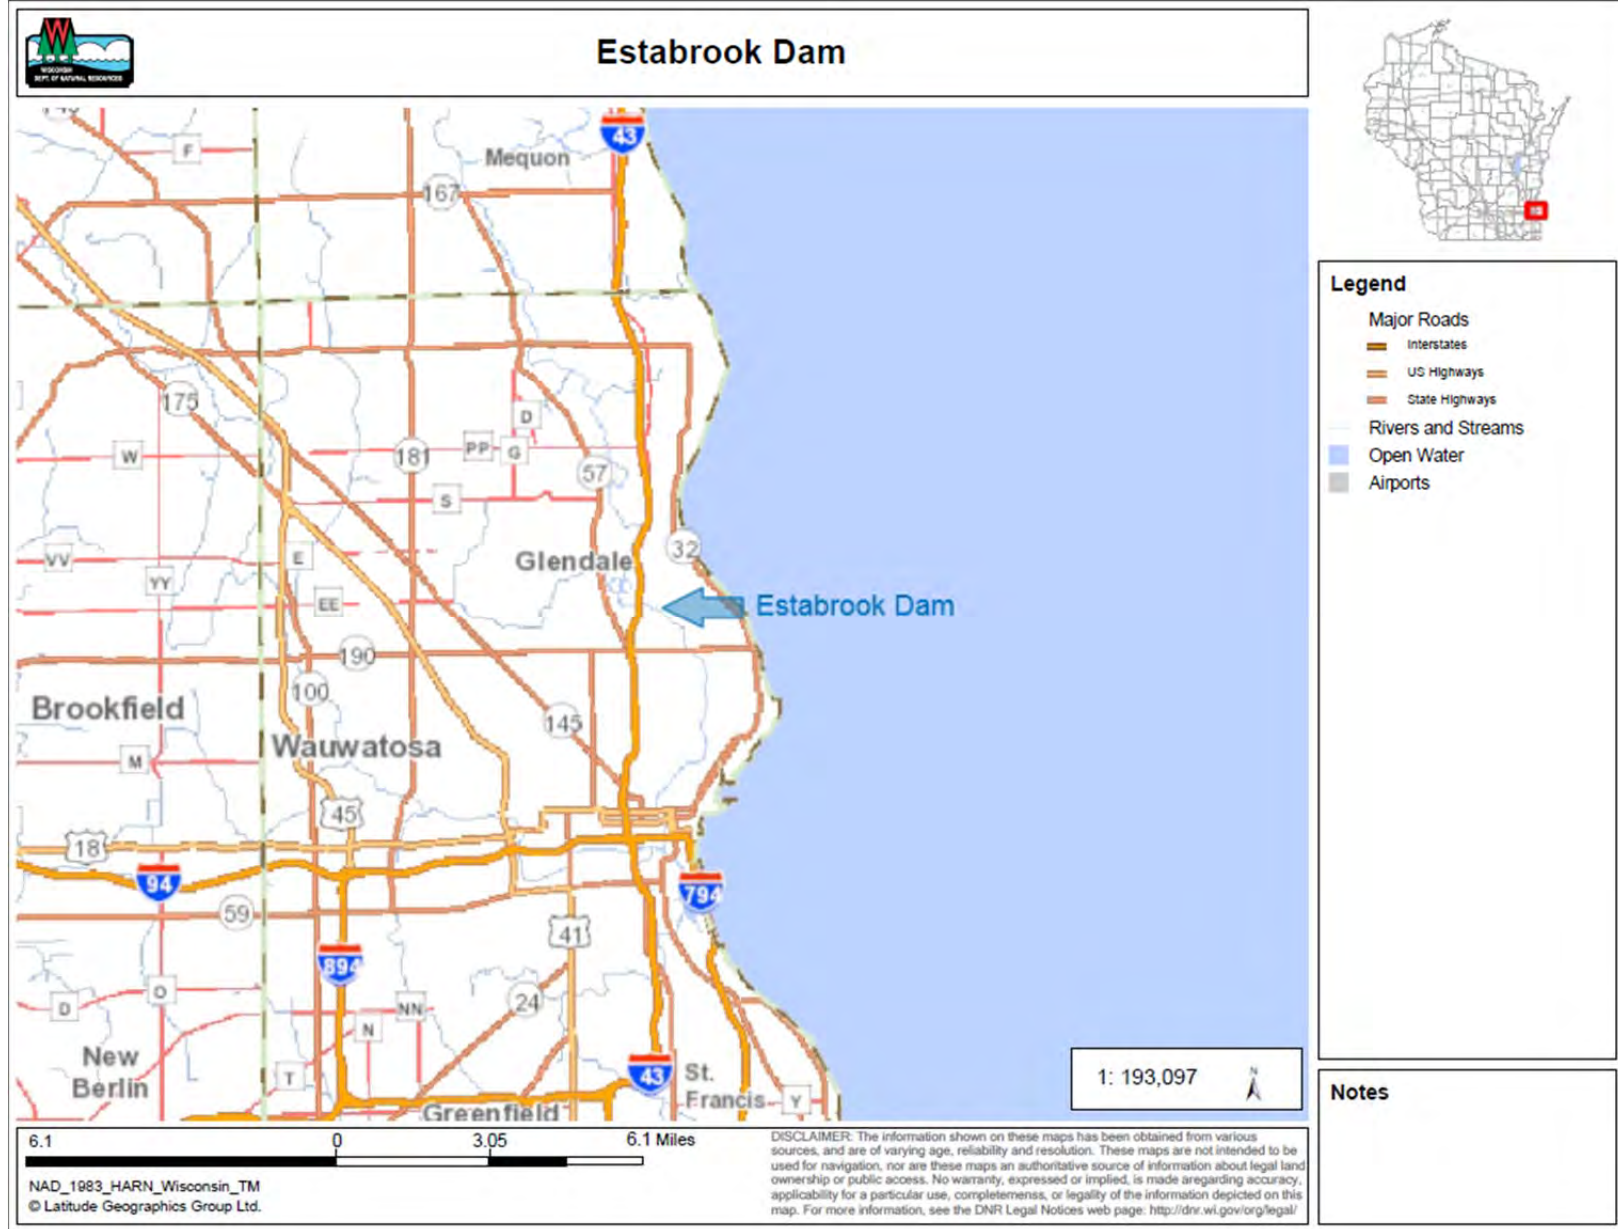 WISCONSIN
DEPT. OF NATURAL RESOURCES
Estabrook Dam
43
F
Mequon
167
175
D
W
181
PP
G
57
S
32
VV
E
Glendale
YY
EE
Estabrook Dam
190
100
Brookfield
145
Wauwatosa
M
45
18
94
794
59
41
894
O
D
NN
24
N
New
Berlin
T
43
St.
Francis
Y
Greenfield
1: 193,097
N
Legend
Major Roads
Interstates
US Highways
State Highways
Rivers and Streams
Open Water
Airports
Notes
6.1 0 3.05 6.1 Miles
NAD_1983_HARN_Wisconsin_TM
© Latitude Geographics Group Ltd.
DISCLAIMER: The information shown on these maps has been obtained from various
sources, and are of varying age, reliability and resolution. These maps are not intended to be
used for navigation, nor are these maps an authoritative source of information about legal land
ownership or public access. No warranty, expressed or implied, is made aregarding accuracy,
applicability for a particular use, completemenss, or legality of the information depicted on this
map. For more information, see the DNR Legal Notices web page: http://dnr.wi.gov/org/legal/